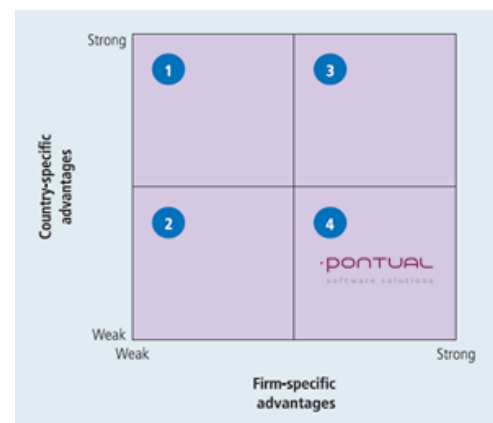 Strong
1
3
Country-specific
advantages
2
4
·PONTUAL
software solutions
Weak
Weak
Strong
Firm-specific
advantages